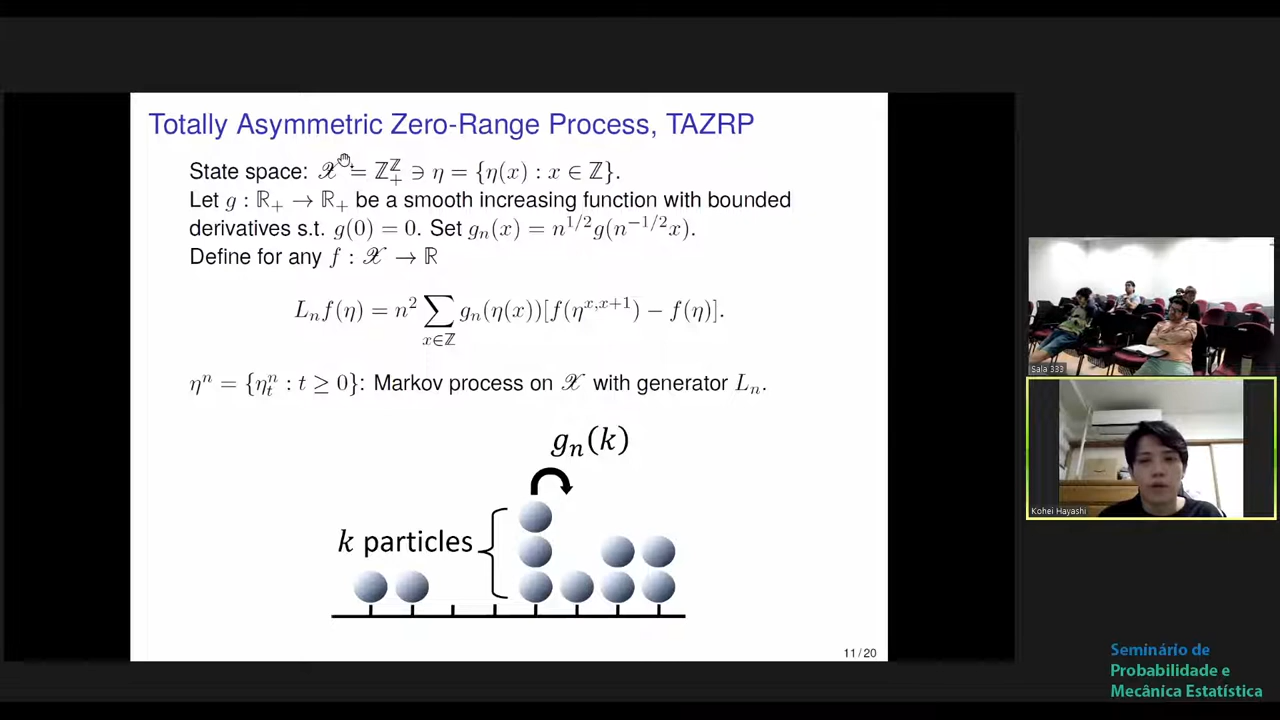 Totally Asymmetric Zero-Range Process, TAZRP
State space: 𝒳 = ℤ₊^ℤ ∋ η = {η(x) : x ∈ ℤ}.
Let g : ℝ₊ → ℝ₊ be a smooth increasing function with bounded
derivatives s.t. g(0) = 0. Set gₙ(x) = n^{1/2}g(n^{−1/2}x).
Define for any f : 𝒳 → ℝ
Lₙf(η) = n² ∑_{x∈ℤ} gₙ(η(x))[f(η^{x,x+1}) − f(η)].
ηⁿ = {ηₜⁿ : t ≥ 0}: Markov process on 𝒳 with generator Lₙ.
gₙ(k)
k particles
11 / 20
Sala 333
Kohei Hayashi
Seminário de
Probabilidade e
Mecânica Estatística